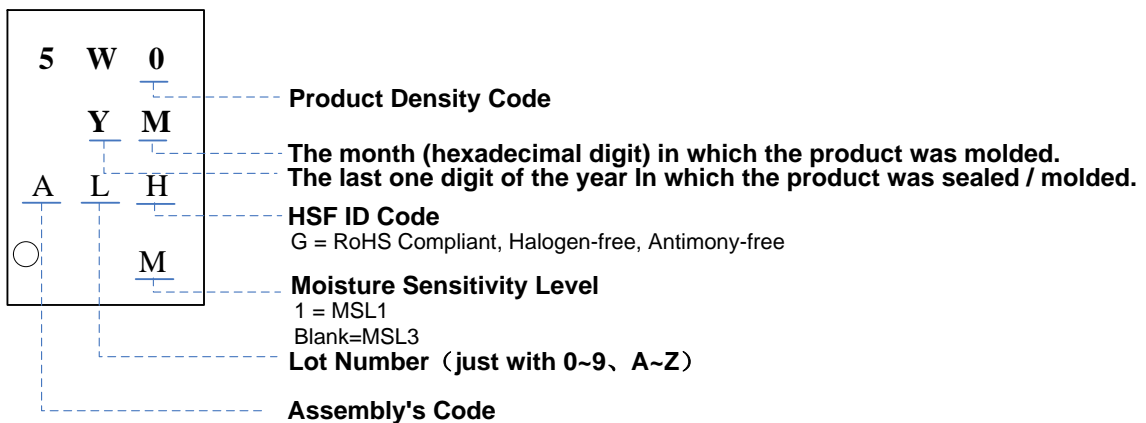 5 W 0
Product Density Code
Y M
The month (hexadecimal digit) in which the product was molded.
The last one digit of the year In which the product was sealed / molded.
A L H
HSF ID Code
G = RoHS Compliant, Halogen-free, Antimony-free
M
Moisture Sensitivity Level
1 = MSL1
Blank=MSL3
Lot Number（just with 0~9、A~Z）
Assembly's Code